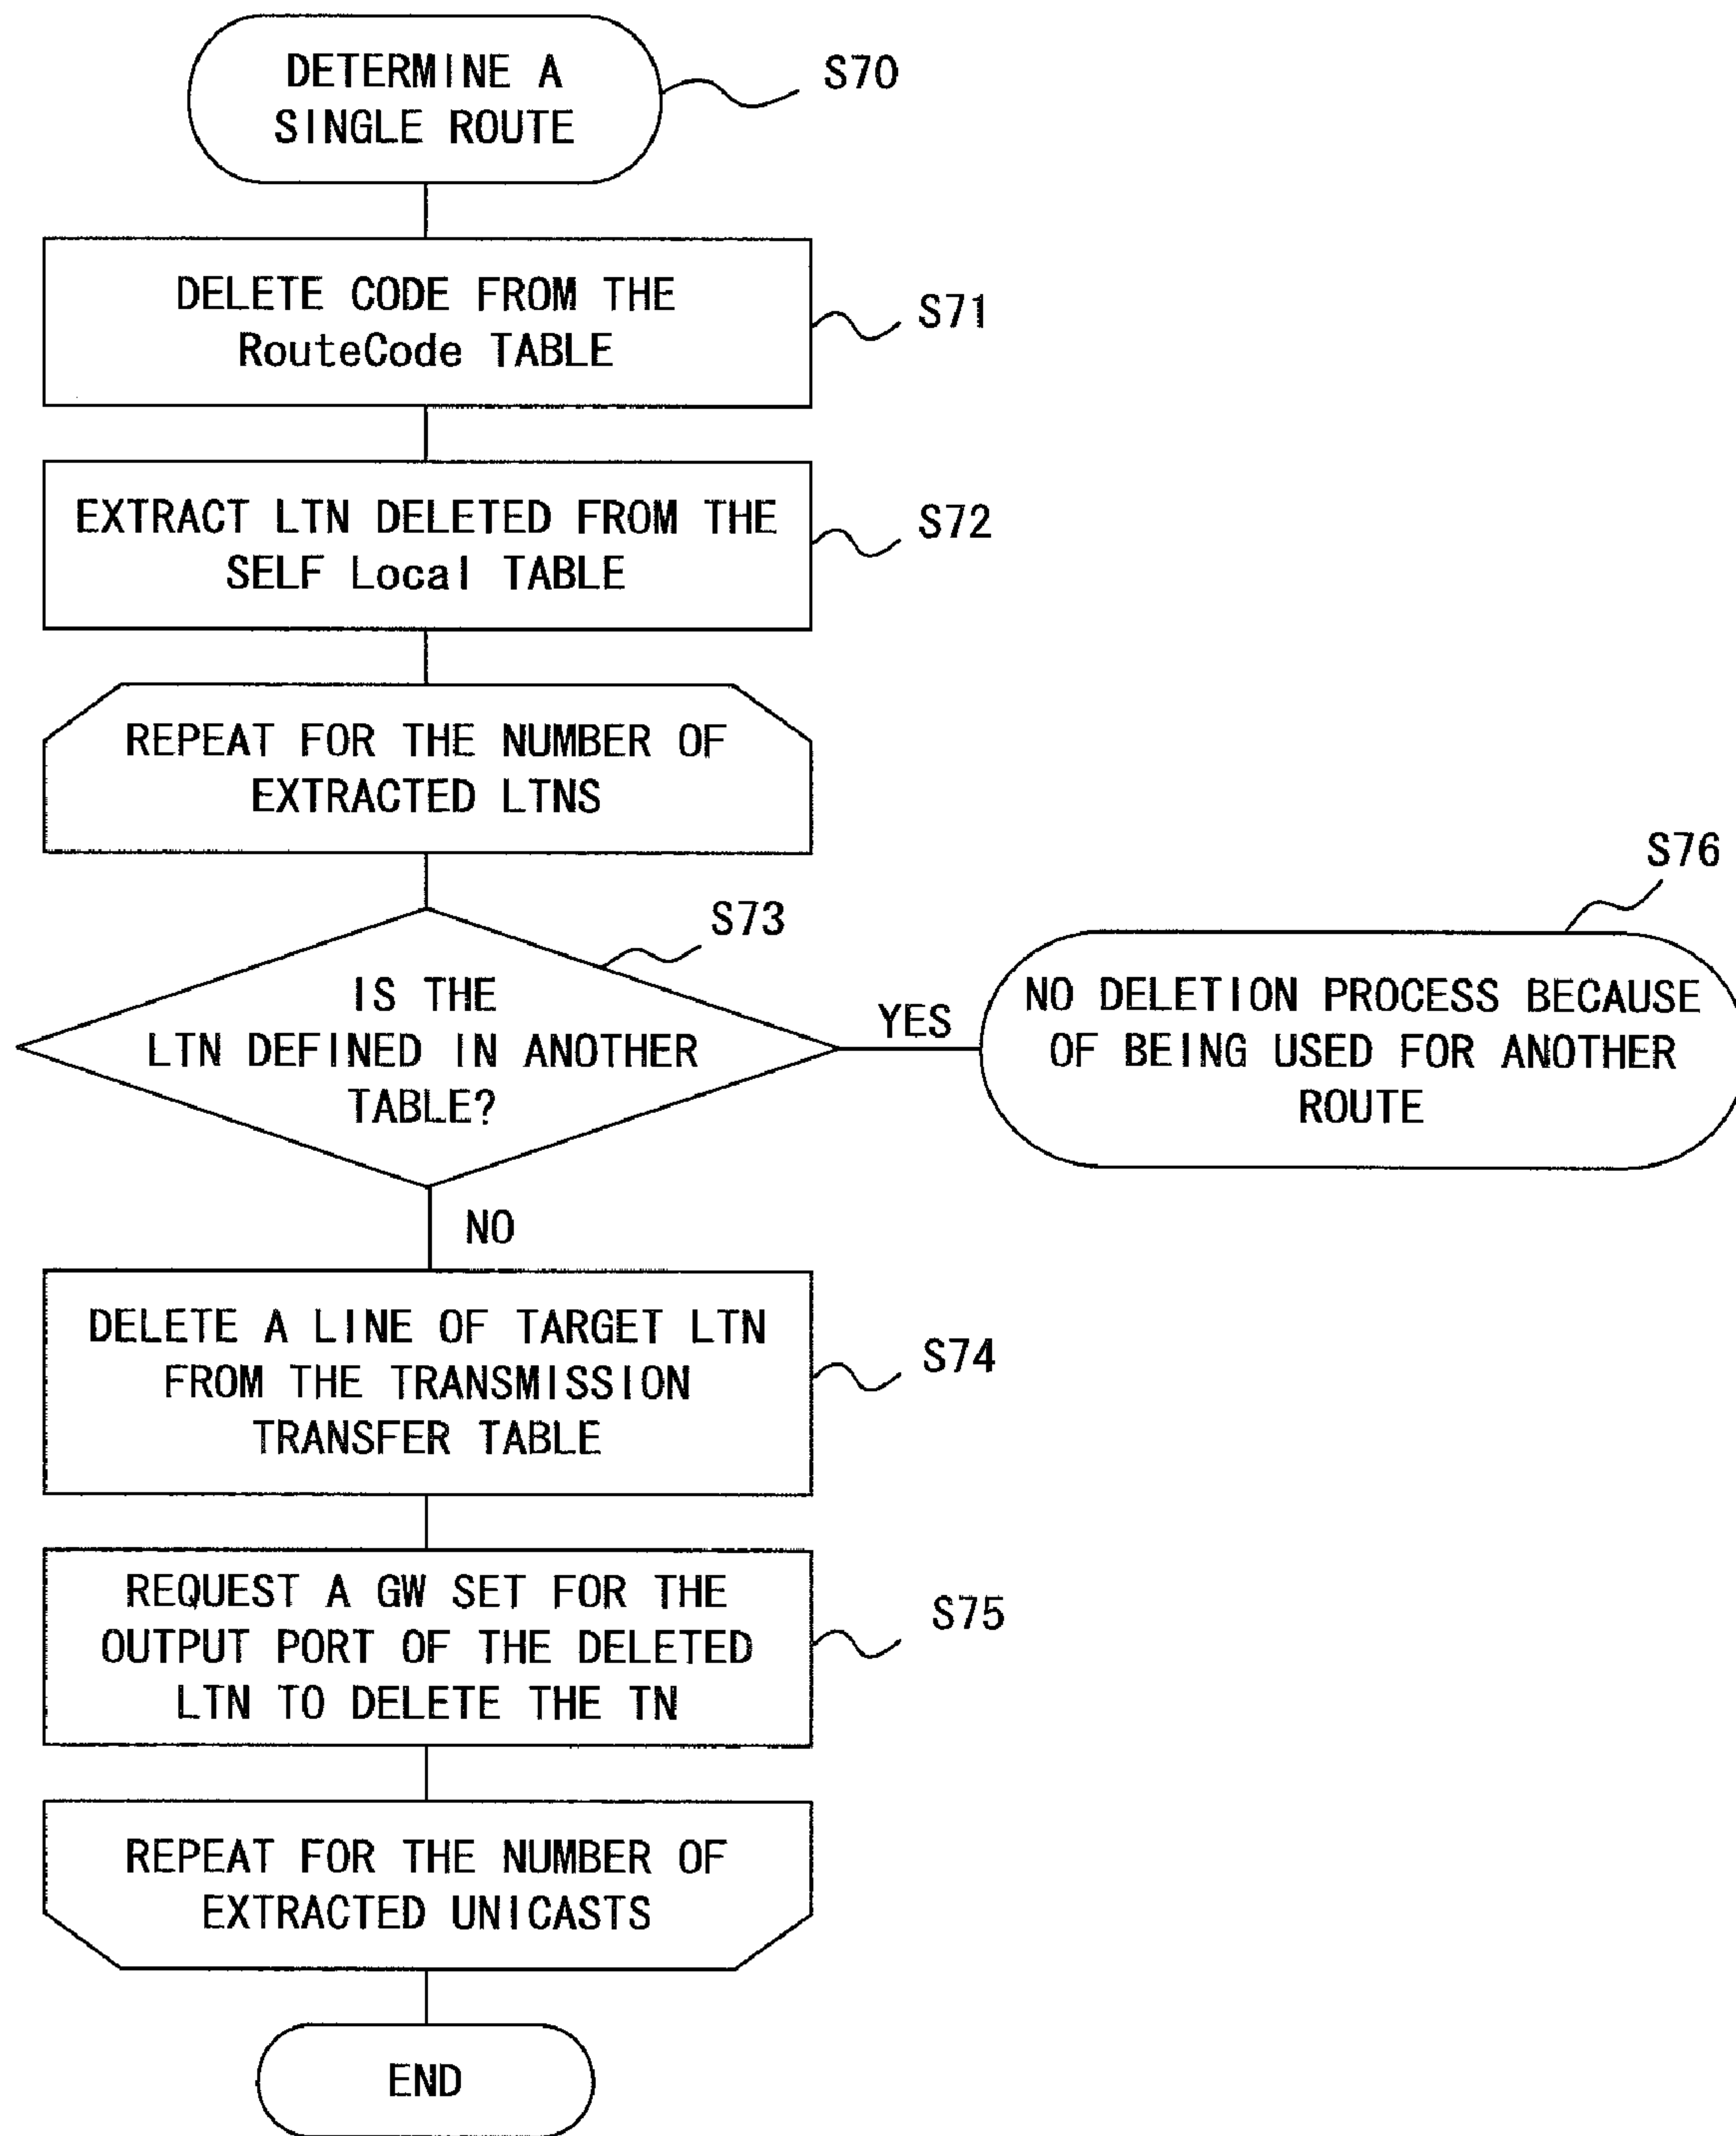 DETERMINE A
SINGLE ROUTE
S70
DELETE CODE FROM THE
RouteCode TABLE
S71
EXTRACT LTN DELETED FROM THE
SELF Local TABLE
S72
REPEAT FOR THE NUMBER OF
EXTRACTED LTNS
S73
IS THE
LTN DEFINED IN ANOTHER
TABLE?
YES
S76
NO DELETION PROCESS BECAUSE
OF BEING USED FOR ANOTHER
ROUTE
NO
DELETE A LINE OF TARGET LTN
FROM THE TRANSMISSION
TRANSFER TABLE
S74
REQUEST A GW SET FOR THE
OUTPUT PORT OF THE DELETED
LTN TO DELETE THE TN
S75
REPEAT FOR THE NUMBER OF
EXTRACTED UNICASTS
END